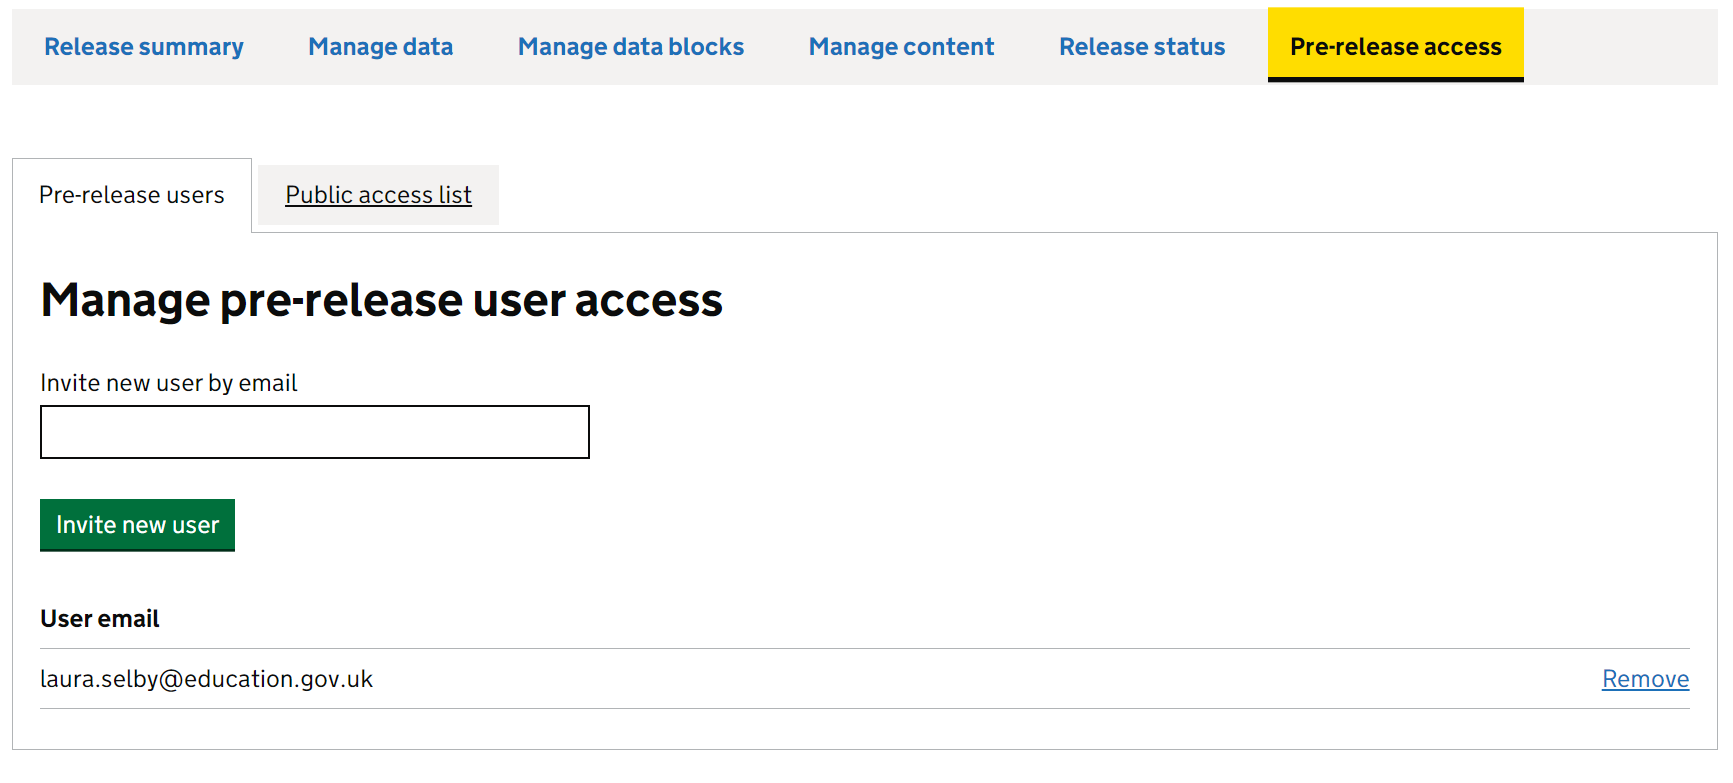 Release summary Manage data Manage data blocks Manage content Release status Pre-release access
Pre-release users Public access list
Manage pre-release user access
Invite new user by email
Invite new user
User email
laura.selby@education.gov.uk Remove